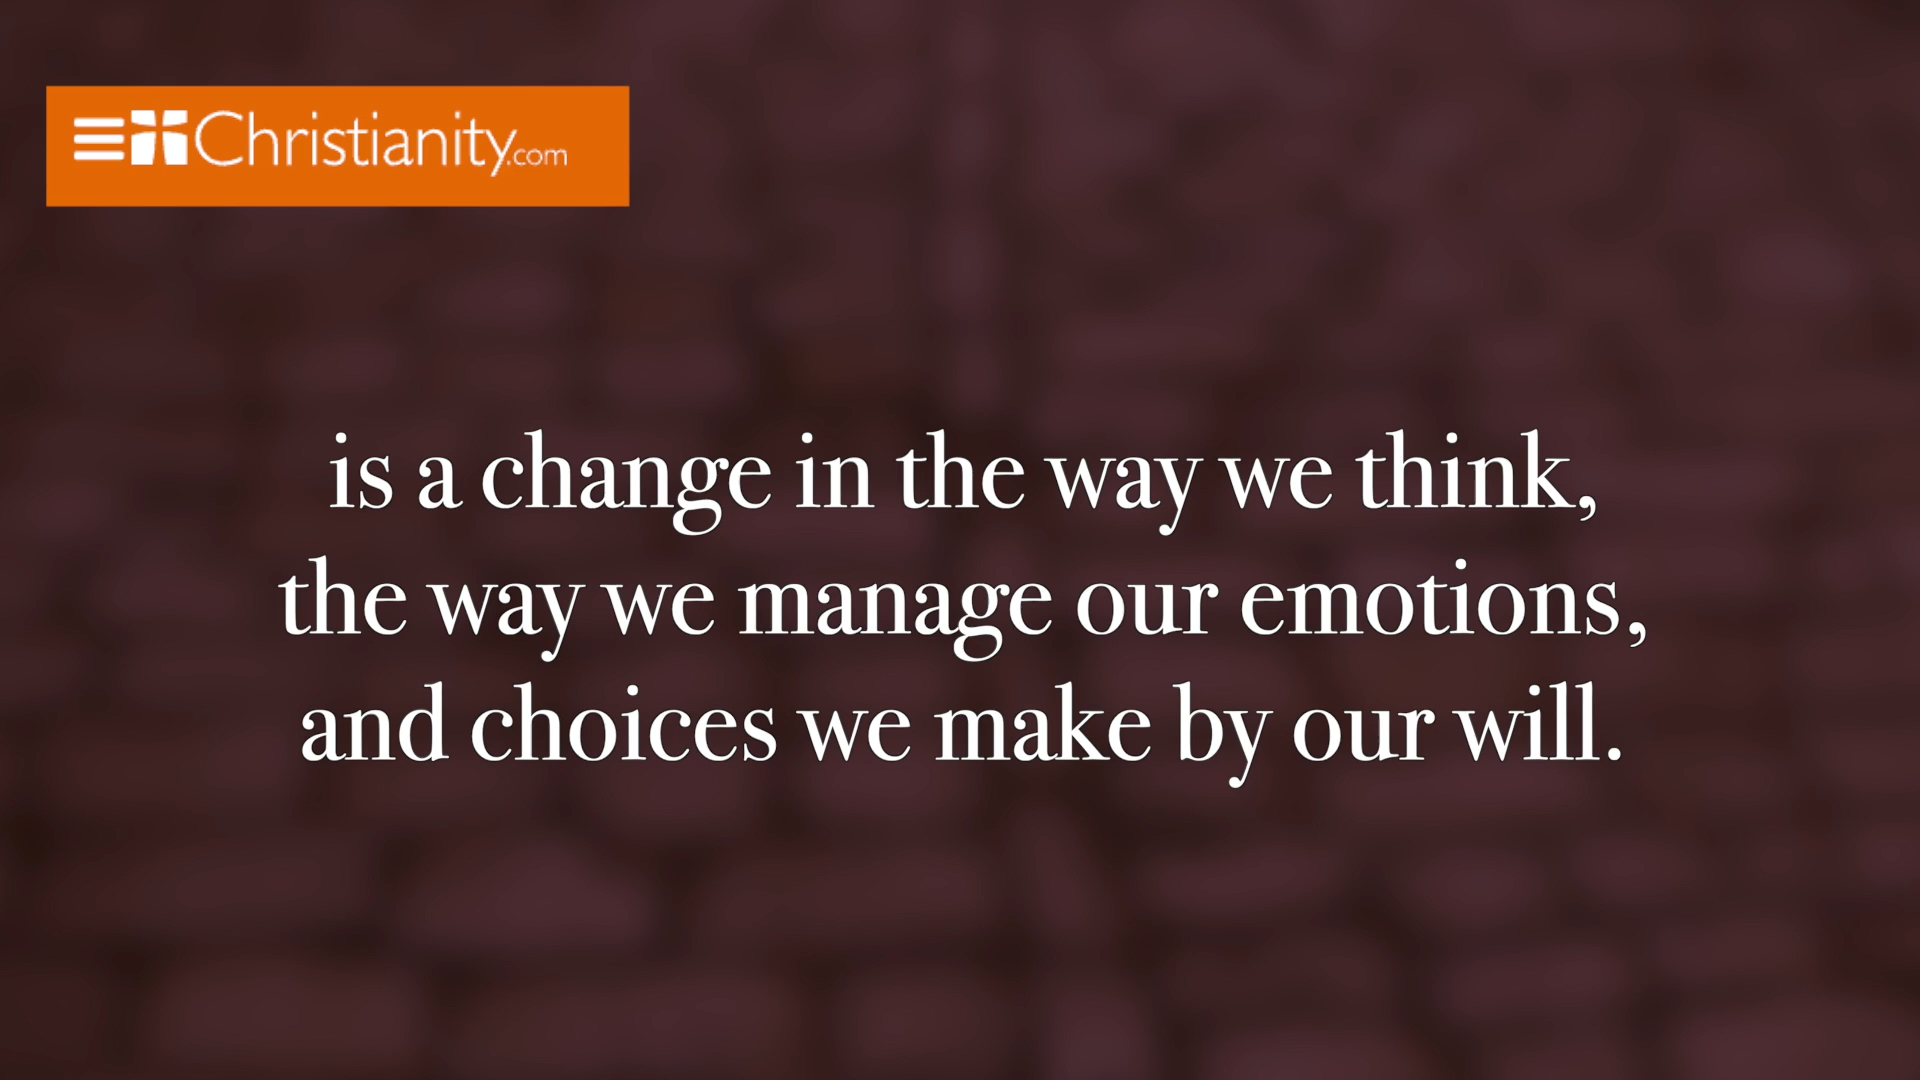 Christianity.com
is a change in the way we think,
the way we manage our emotions,
and choices we make by our will.